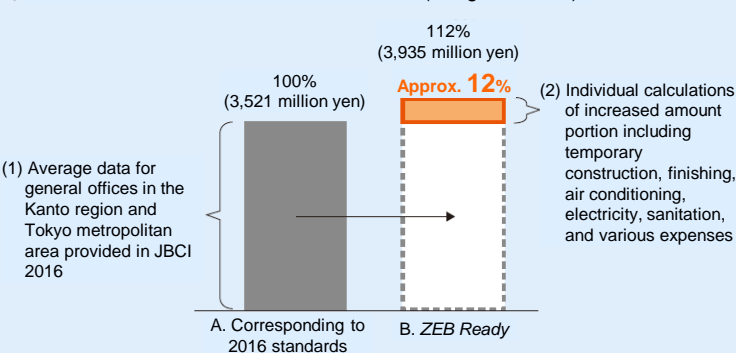 112%
(3,935 million yen)
100%
(3,521 million yen)
Approx. 12%
(1) Average data for
general offices in the
Kanto region and
Tokyo metropolitan
area provided in JBCI
2016
(2) Individual calculations
of increased amount
portion including
temporary
construction, finishing,
air conditioning,
electricity, sanitation,
and various expenses
A. Corresponding to
2016 standards
B. ZEB Ready